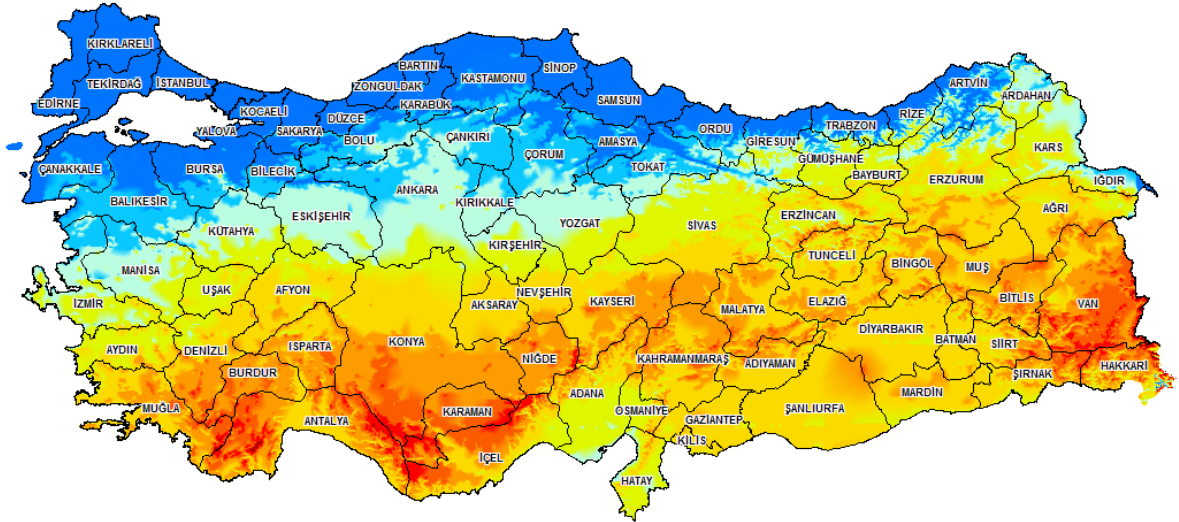 KIRKLARELİ
TEKİRDAĞ
İSTANBUL
EDİRNE
KOCAELİ
YALOVA
SAKARYA
DÜZCE
ZONGULDAK
BARTIN
KARABÜK
KASTAMONU
SİNOP
SAMSUN
ORDU
GİRESUN
TRABZON
RİZE
ARTVİN
ARDAHAN
ÇANAKKALE
BURSA
BİLECİK
BOLU
ÇANKIRI
ÇORUM
AMASYA
TOKAT
GÜMÜŞHANE
BAYBURT
ERZURUM
KARS
IĞDIR
BALIKESİR
KÜTAHYA
ESKİŞEHİR
ANKARA
KIRIKKALE
KIRŞEHİR
YOZGAT
SİVAS
ERZİNCAN
TUNCELİ
BİNGÖL
MUŞ
AĞRI
MANİSA
İZMİR
UŞAK
AFYON
AKSARAY
NEVŞEHİR
KAYSERİ
MALATYA
ELAZIĞ
BİTLİS
VAN
AYDIN
DENİZLİ
ISPARTA
BURDUR
KONYA
NİĞDE
KAHRAMANMARAŞ
ADIYAMAN
DİYARBAKIR
BATMAN
SİİRT
ŞIRNAK
HAKKARİ
MUĞLA
ANTALYA
KARAMAN
İÇEL
ADANA
OSMANİYE
GAZİANTEP
KİLİS
ŞANLIURFA
MARDİN
HATAY